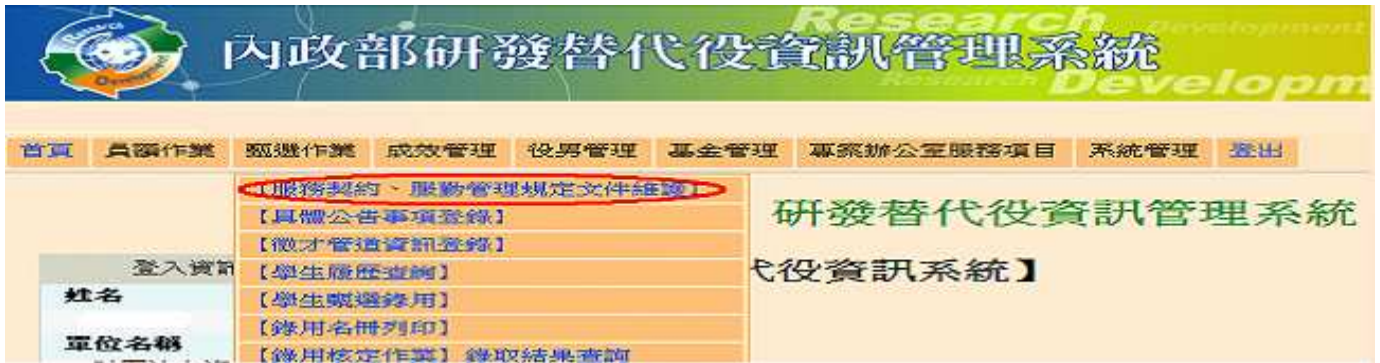 內政部研發替代役資訊管理系統
Research Development
Research Developm
首頁 員額作業 甄選作業 成效管理 役男管理 基金管理 專案辦公室服務項目 系統管理 登出
【服務契約、服勤管理規定文件維護】
【具體公告事項登錄】
研發替代役資訊管理系統
【徵才管道資訊登錄】
登入資訊
【學生履歷查詢】
代役資訊系統】
姓名
【學生甄選錄用】
【錄用名冊列印】
單位名稱
【錄用核定作業】錄取結果查詢